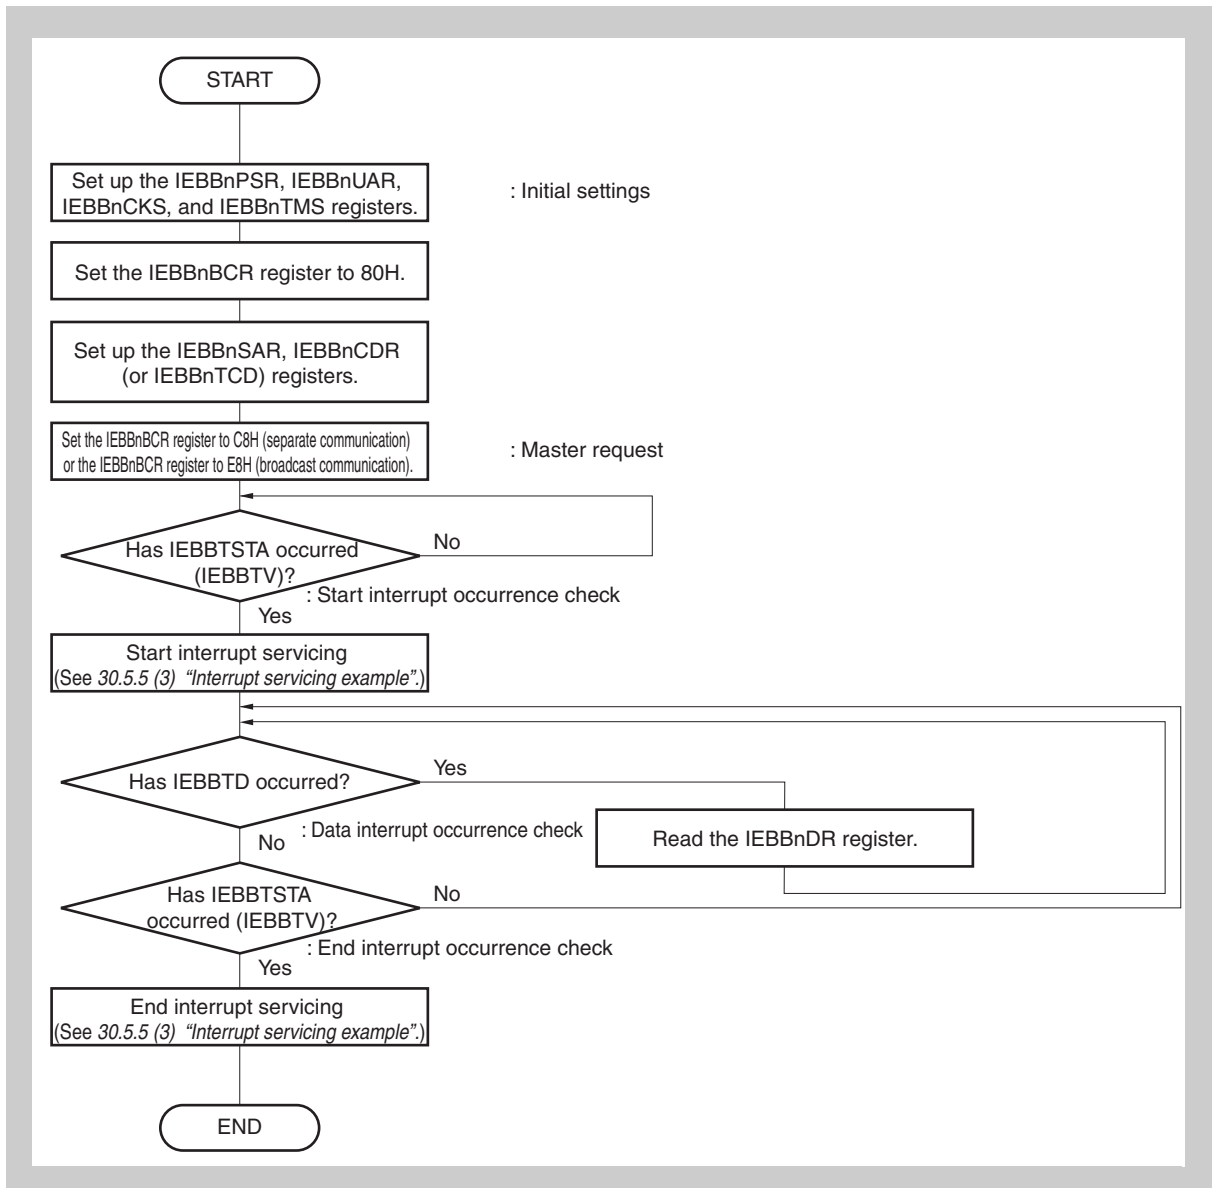 START
Set up the IEBBnPSR, IEBBnUAR,
IEBBnCKS, and IEBBnTMS registers.
: Initial settings
Set the IEBBnBCR register to 80H.
Set up the IEBBnSAR, IEBBnCDR
(or IEBBnTCD) registers.
Set the IEBBnBCR register to C8H (separate communication)
or the IEBBnBCR register to E8H (broadcast communication).
: Master request
Has IEBBTSTA occurred
(IEBBTV)?
No
: Start interrupt occurrence check
Yes
Start interrupt servicing
(See 30.5.5 (3) “Interrupt servicing example”.)
Has IEBBTD occurred?
Yes
: Data interrupt occurrence check
No
Read the IEBBnDR register.
Has IEBBTSTA
occurred (IEBBTV)?
No
: End interrupt occurrence check
Yes
End interrupt servicing
(See 30.5.5 (3) “Interrupt servicing example”.)
END